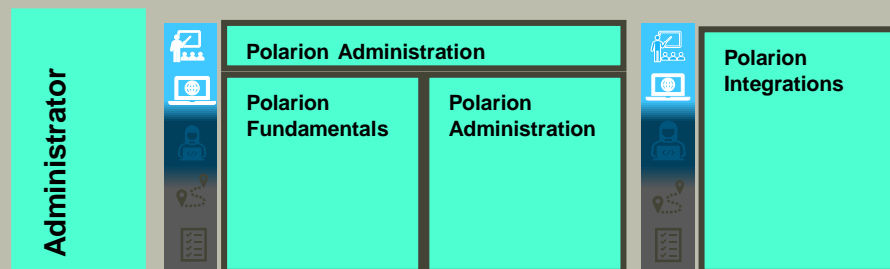 Administrator
Polarion Administration
Polarion
Fundamentals
Polarion
Administration
Polarion
Integrations